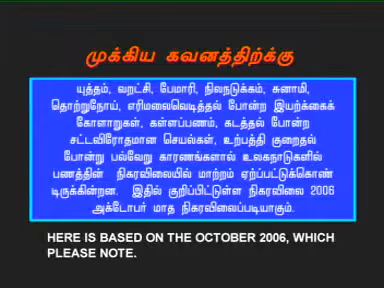 முக்கிய கவனத்திற்க்கு
யுத்தம், வறட்சி, பேமாரி, நிலநடுக்கம், சுனாமி,
தொற்றுநோய், எரிமலைவெடித்தல் போன்ற இயற்க்கைக்
கோளாறுகள், கள்ளப்பணம், கடத்தல் போன்ற
சட்டவிரோதமான செயல்கள், உற்பத்தி குறைதல்
போன்று பல்வேறு காரணங்களால் உலகநாடுகளில்
பணத்தின் நிகரவிலையில் மாற்றம் ஏற்ப்பட்டுக்கொண்
டிருக்கின்றன. இதில் குறிப்பிட்டுள்ள நிகரவிலை 2006
அக்டோபர் மாத நிகரவிலைப்படியாகும்.
HERE IS BASED ON THE OCTOBER 2006, WHICH
PLEASE NOTE.